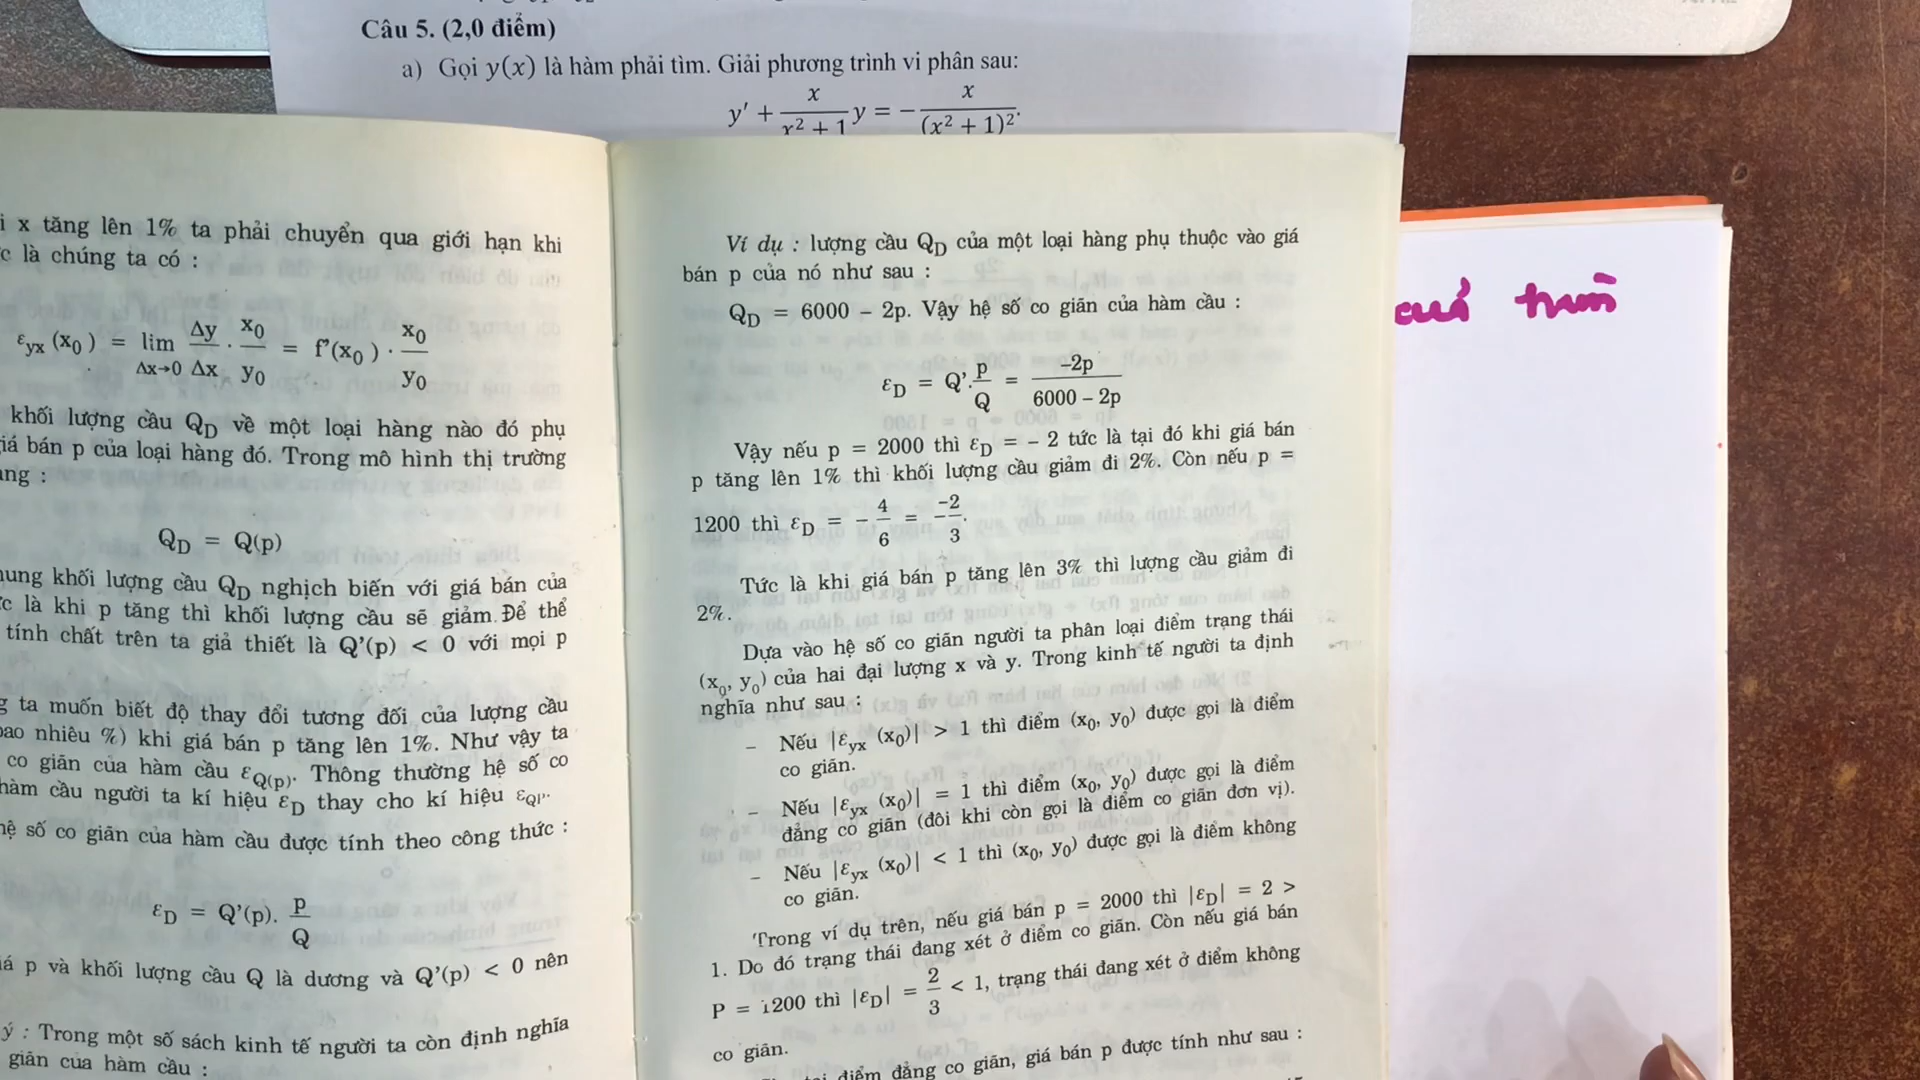 Câu 5. (2,0 điểm)
a) Gọi y(x) là hàm phải tìm. Giải phương trình vi phân sau:
y' + x/(x² + 1) y = − x/(x² + 1)².
x tăng lên 1% ta phải chuyển qua giới hạn khi
là chúng ta có :
εyx (x0) = lim Δx→0 Δy/Δx · x0/y0 = f'(x0) · x0/y0
khối lượng cầu QD về một loại hàng nào đó phụ
giá bán p của loại hàng đó. Trong mô hình thị trường
QD = Q(p)
khối lượng cầu QD nghịch biến với giá bán của
là khi p tăng thì khối lượng cầu sẽ giảm. Để thể
tính chất trên ta giả thiết là Q'(p) < 0 với mọi p
ta muốn biết độ thay đổi tương đối của lượng cầu
bao nhiêu %) khi giá bán p tăng lên 1%. Như vậy ta
co giãn của hàm cầu εQ(p). Thông thường hệ số co
hàm cầu người ta kí hiệu εD thay cho kí hiệu
hệ số co giãn của hàm cầu được tính theo công thức :
εD = Q'(p). p/Q
p và khối lượng cầu Q là dương và Q'(p) < 0 nên
ý : Trong một số sách kinh tế người ta còn định nghĩa
giãn của hàm cầu :
Ví dụ : lượng cầu QD của một loại hàng phụ thuộc vào giá
bán p của nó như sau :
QD = 6000 – 2p. Vậy hệ số co giãn của hàm cầu :
εD = Q'. p/Q = –2p/(6000 – 2p)
Vậy nếu p = 2000 thì εD = – 2 tức là tại đó khi giá bán
p tăng lên 1% thì khối lượng cầu giảm đi 2%. Còn nếu p =
1200 thì εD = – 4/6 = –2/3.
Tức là khi giá bán p tăng lên 3% thì lượng cầu giảm đi
2%.
Dựa vào hệ số co giãn người ta phân loại điểm trạng thái
(x0, y0) của hai đại lượng x và y. Trong kinh tế người ta định
nghĩa như sau :
– Nếu |εyx (x0)| > 1 thì điểm (x0, y0) được gọi là điểm
co giãn.
– Nếu |εyx (x0)| = 1 thì điểm (x0, y0) được gọi là điểm
đẳng co giãn (đôi khi còn gọi là điểm co giãn đơn vị).
– Nếu |εyx (x0)| < 1 thì (x0, y0) được gọi là điểm không
co giãn.
Trong ví dụ trên, nếu giá bán p = 2000 thì |εD| = 2 >
1. Do đó trạng thái đang xét ở điểm co giãn. Còn nếu giá bán
P = 1200 thì |εD| = 2/3 < 1, trạng thái đang xét ở điểm không
co giãn.
điểm đẳng co giãn, giá bán p được tính như sau :